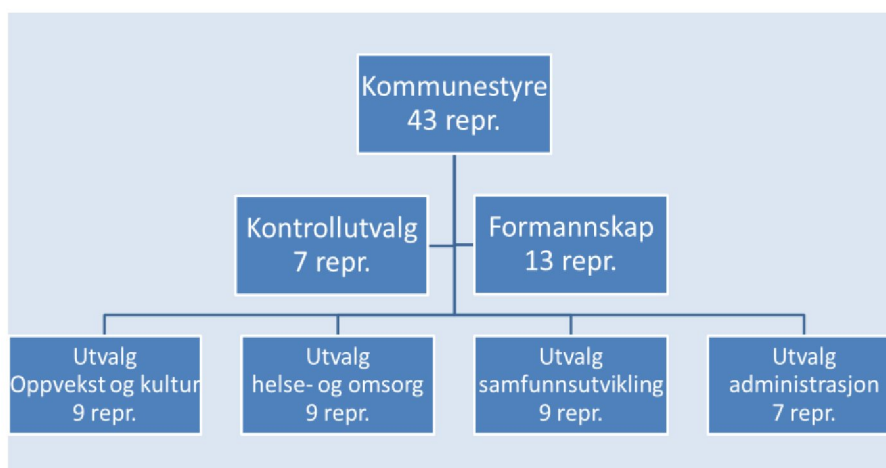 Kommunestyre
43 repr.
Kontrollutvalg
7 repr.
Formannskap
13 repr.
Utvalg
Oppvekst og kultur
9 repr.
Utvalg
helse- og omsorg
9 repr.
Utvalg
samfunnsutvikling
9 repr.
Utvalg
administrasjon
7 repr.